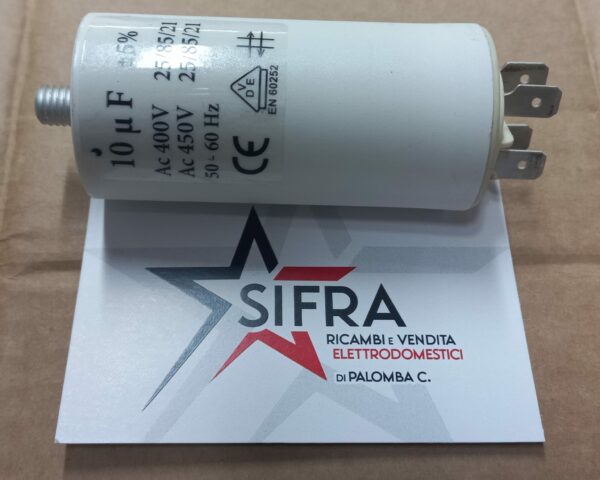 10 µF ±5%
Ac 400V 25/85/21
Ac 450V 25/85/21
50 - 60 Hz
VDE
EN 60252
CE
SIFRA
RICAMBI E VENDITA
ELETTRODOMESTICI
DI PALOMBA C.